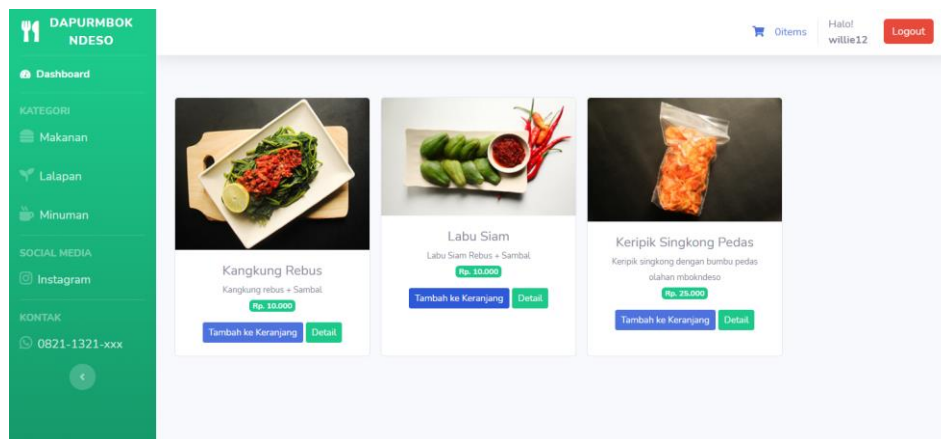 DAPURMBOK
NDESO
Dashboard
KATEGORI
Makanan
Lalapan
Minuman
SOCIAL MEDIA
Instagram
KONTAK
0821-1321-xxx
0items
Halo!
willie12
Logout
Kangkung Rebus
Kangkung rebus + Sambal
Rp. 10.000
Tambah ke Keranjang Detail
Labu Siam
Labu Siam Rebus + Sambal
Rp. 10.000
Tambah ke Keranjang Detail
Keripik Singkong Pedas
Keripik singkong dengan bumbu pedas
olahan mbokndeso
Rp. 25.000
Tambah ke Keranjang Detail